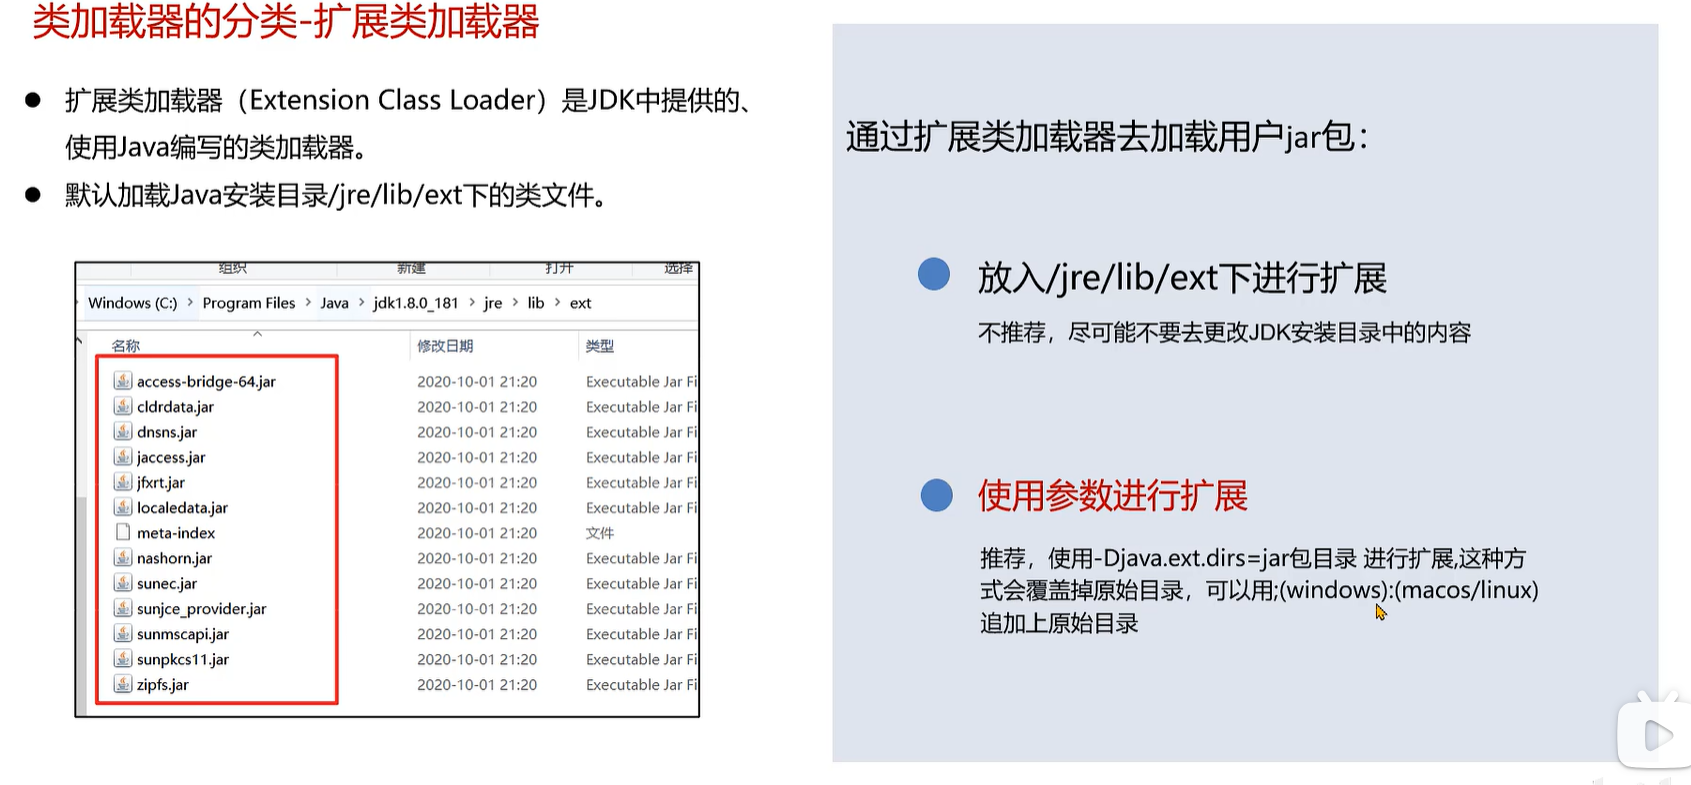 类加载器的分类-扩展类加载器
扩展类加载器（Extension Class Loader）是JDK中提供的、
使用Java编写的类加载器。
默认加载Java安装目录/jre/lib/ext下的类文件。
组织 新建 打开 选择
Windows (C:) > Program Files > Java > jdk1.8.0_181 > jre > lib > ext
名称 修改日期 类型
access-bridge-64.jar 2020-10-01 21:20 Executable Jar Fi
cldrdata.jar 2020-10-01 21:20 Executable Jar Fi
dnsns.jar 2020-10-01 21:20 Executable Jar Fi
jaccess.jar 2020-10-01 21:20 Executable Jar Fi
jfxrt.jar 2020-10-01 21:20 Executable Jar Fi
localedata.jar 2020-10-01 21:20 Executable Jar Fi
meta-index 2020-10-01 21:20 文件
nashorn.jar 2020-10-01 21:20 Executable Jar Fi
sunec.jar 2020-10-01 21:20 Executable Jar Fi
sunjce_provider.jar 2020-10-01 21:20 Executable Jar Fi
sunmscapi.jar 2020-10-01 21:20 Executable Jar Fi
sunpkcs11.jar 2020-10-01 21:20 Executable Jar Fi
zipfs.jar 2020-10-01 21:20 Executable Jar Fi
通过扩展类加载器去加载用户jar包：
放入/jre/lib/ext下进行扩展
不推荐，尽可能不要去更改JDK安装目录中的内容
使用参数进行扩展
推荐，使用-Djava.ext.dirs=jar包目录 进行扩展,这种方
式会覆盖掉原始目录，可以用;(windows):(macos/linux)
追加上原始目录